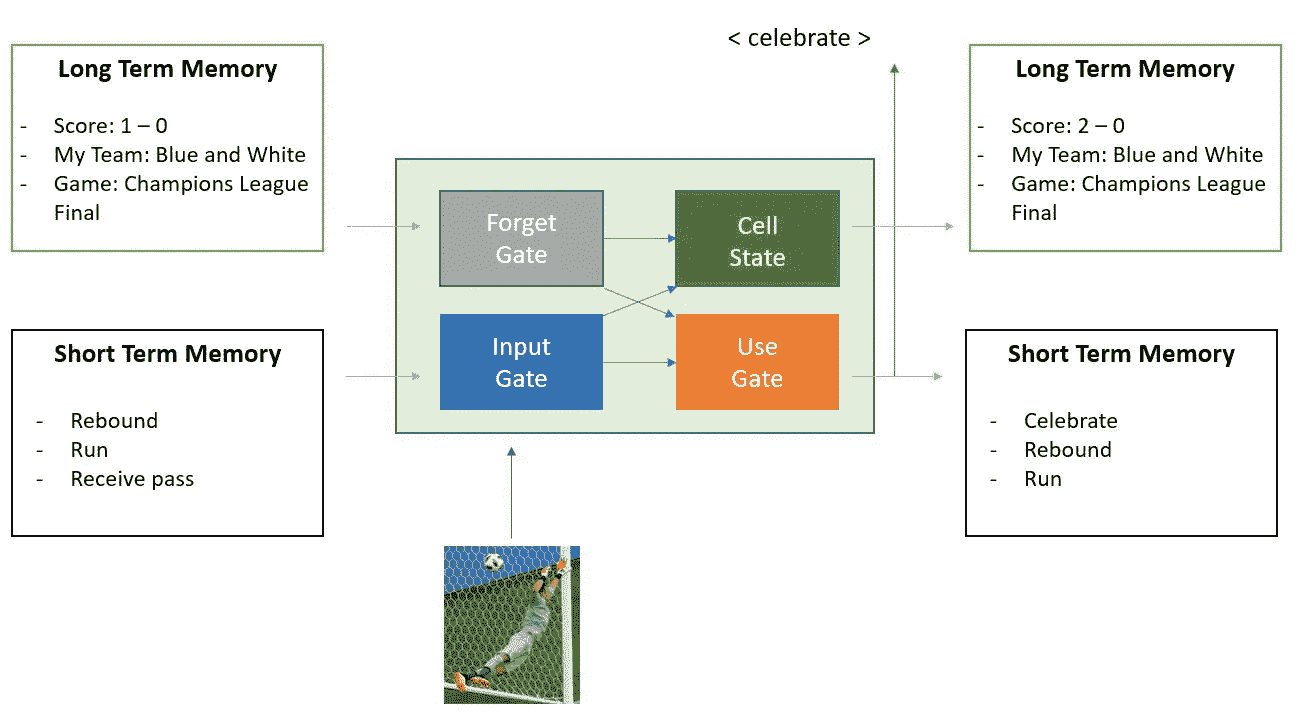 < celebrate >
Long Term Memory
- Score: 1 – 0
- My Team: Blue and White
- Game: Champions League
Final
Short Term Memory
- Rebound
- Run
- Receive pass
Forget
Gate
Cell
State
Input
Gate
Use
Gate
Long Term Memory
- Score: 2 – 0
- My Team: Blue and White
- Game: Champions League
Final
Short Term Memory
- Celebrate
- Rebound
- Run